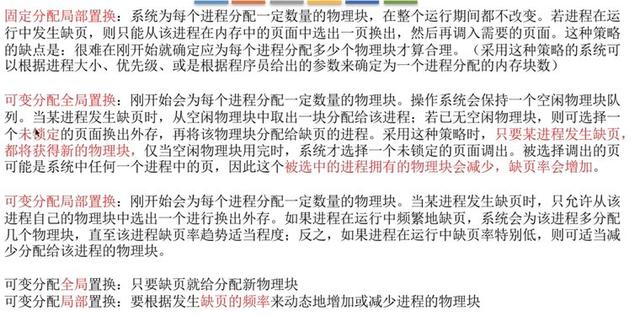 固定分配局部置换：系统为每个进程分配一定数量的物理块，在整个运行期间都不改变。若进程在运
行中发生缺页，则只能从该进程在内存中的页面中选出一页换出，然后再调入需要的页面。这种策略
的缺点是：很难在刚开始就确定应为每个进程分配多少个物理块才算合理。（采用这种策略的系统可
以根据进程大小、优先级、或是根据程序员给出的参数来确定为一个进程分配的内存块数）
可变分配全局置换：刚开始会为每个进程分配一定数量的物理块。操作系统会保持一个空闲物理块队
列。当某进程发生缺页时，从空闲物理块中取出一块分配给该进程；若已无空闲物理块，则可选择一
个未锁定的页面换出外存，再将该物理块分配给缺页的进程。采用这种策略时，只要某进程发生缺页，
都将获得新的物理块，仅当空闲物理块用完时，系统才选择一个未锁定的页面调出。被选择调出的页
可能是系统中任何一个进程中的页，因此这个被选中的进程拥有的物理块会减少，缺页率会增加。
可变分配局部置换：刚开始会为每个进程分配一定数量的物理块。当某进程发生缺页时，只允许从该
进程自己的物理块中选出一个进行换出外存。如果进程在运行中频繁地缺页，系统会为该进程多分配
几个物理块，直至该进程缺页率趋势适当程度；反之，如果进程在运行中缺页率特别低，则可适当减
少分配给该进程的物理块。
可变分配全局置换：只要缺页就给分配新物理块
可变分配局部置换：要根据发生缺页的频率来动态地增加或减少进程的物理块